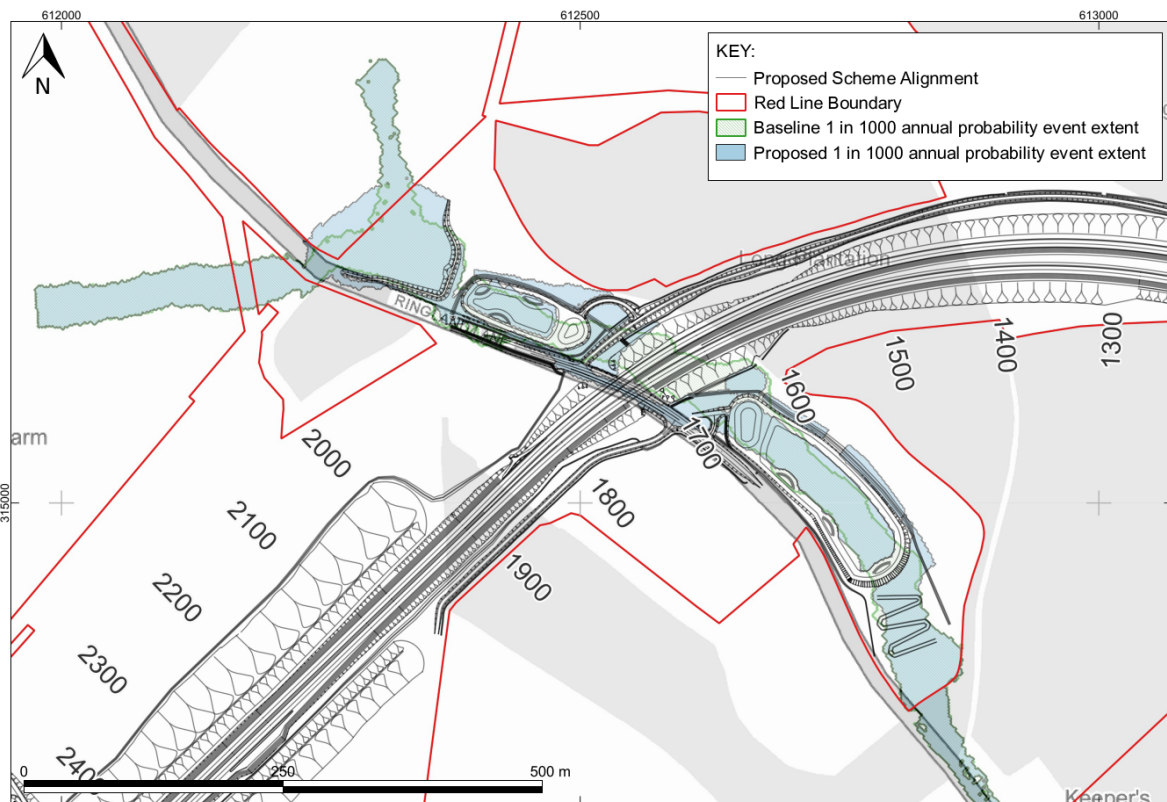 612000
612500
613000
N
KEY:
Proposed Scheme Alignment
Red Line Boundary
Baseline 1 in 1000 annual probability event extent
Proposed 1 in 1000 annual probability event extent
Long Plantation
RINGLAND LANE
1300
1400
1500
1600
1700
1800
1900
2000
2100
2200
2300
2400
arm
315000
0
250
500 m
Keeper's